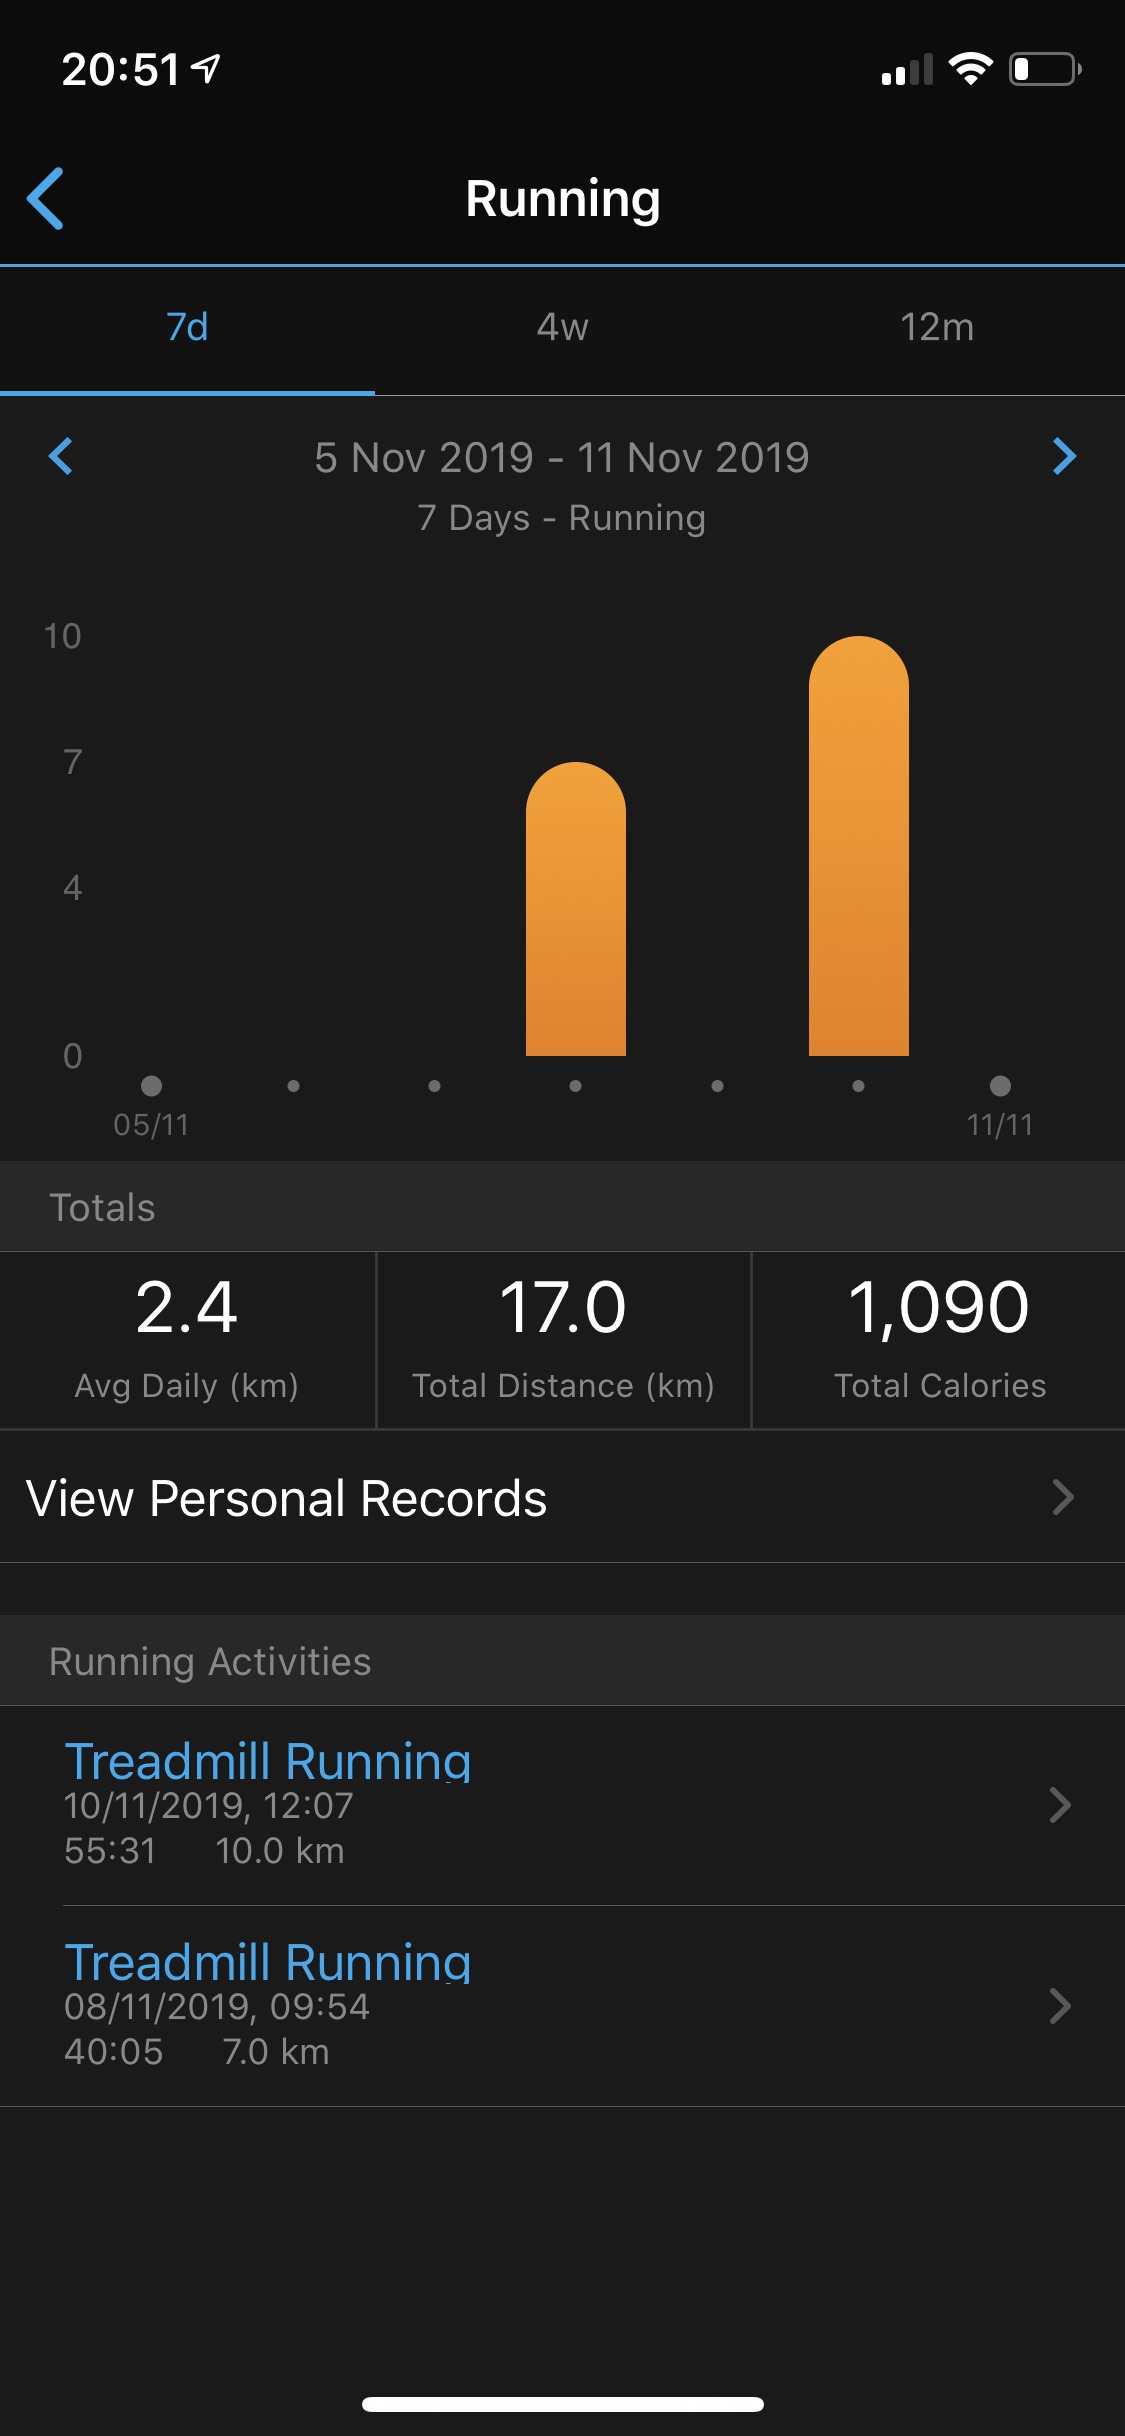 20:51
Running
7d 4w 12m
5 Nov 2019 - 11 Nov 2019
7 Days - Running
10
7
4
0
05/11 11/11
Totals
2.4 17.0 1,090
Avg Daily (km) Total Distance (km) Total Calories
View Personal Records
Running Activities
Treadmill Running
10/11/2019, 12:07
55:31 10.0 km
Treadmill Running
08/11/2019, 09:54
40:05 7.0 km